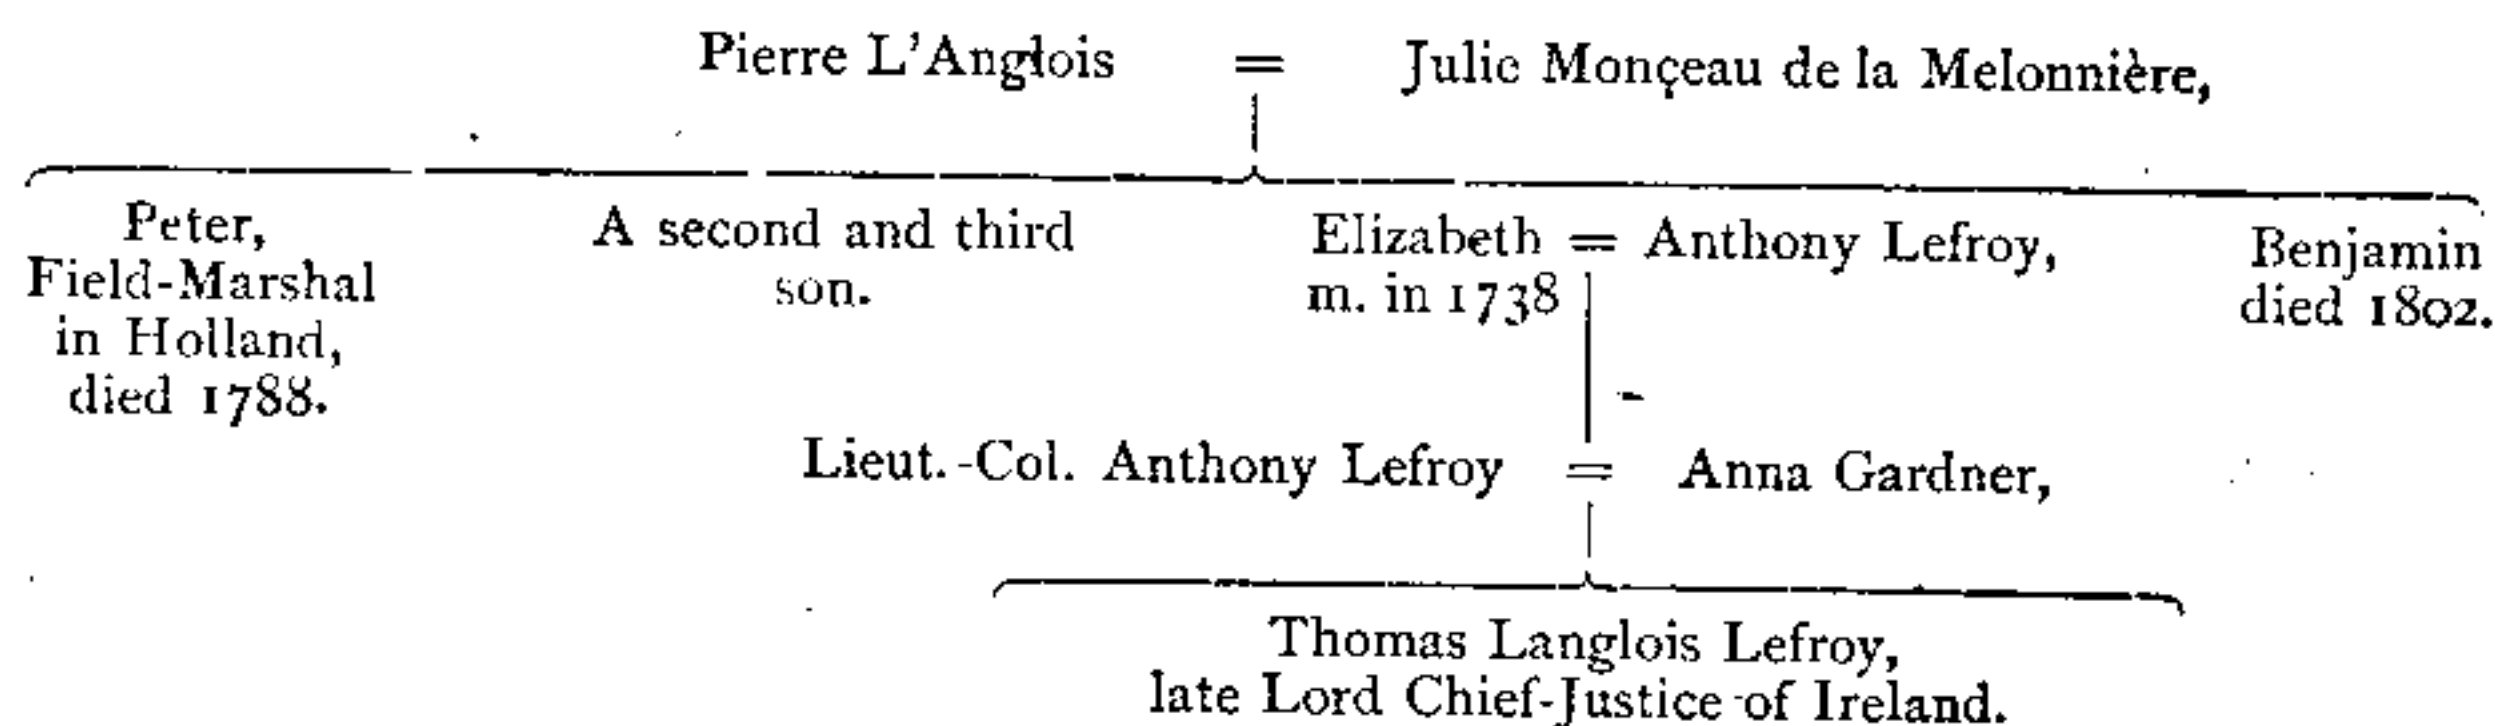 Pierre L'Anglois = Julie Monçeau de la Melonnière,
Peter,
Field-Marshal
in Holland,
died 1788.
A second and third
son.
Elizabeth = Anthony Lefroy,
m. in 1738
Benjamin
died 1802.
Lieut.-Col. Anthony Lefroy = Anna Gardner,
Thomas Langlois Lefroy,
late Lord Chief-Justice of Ireland.